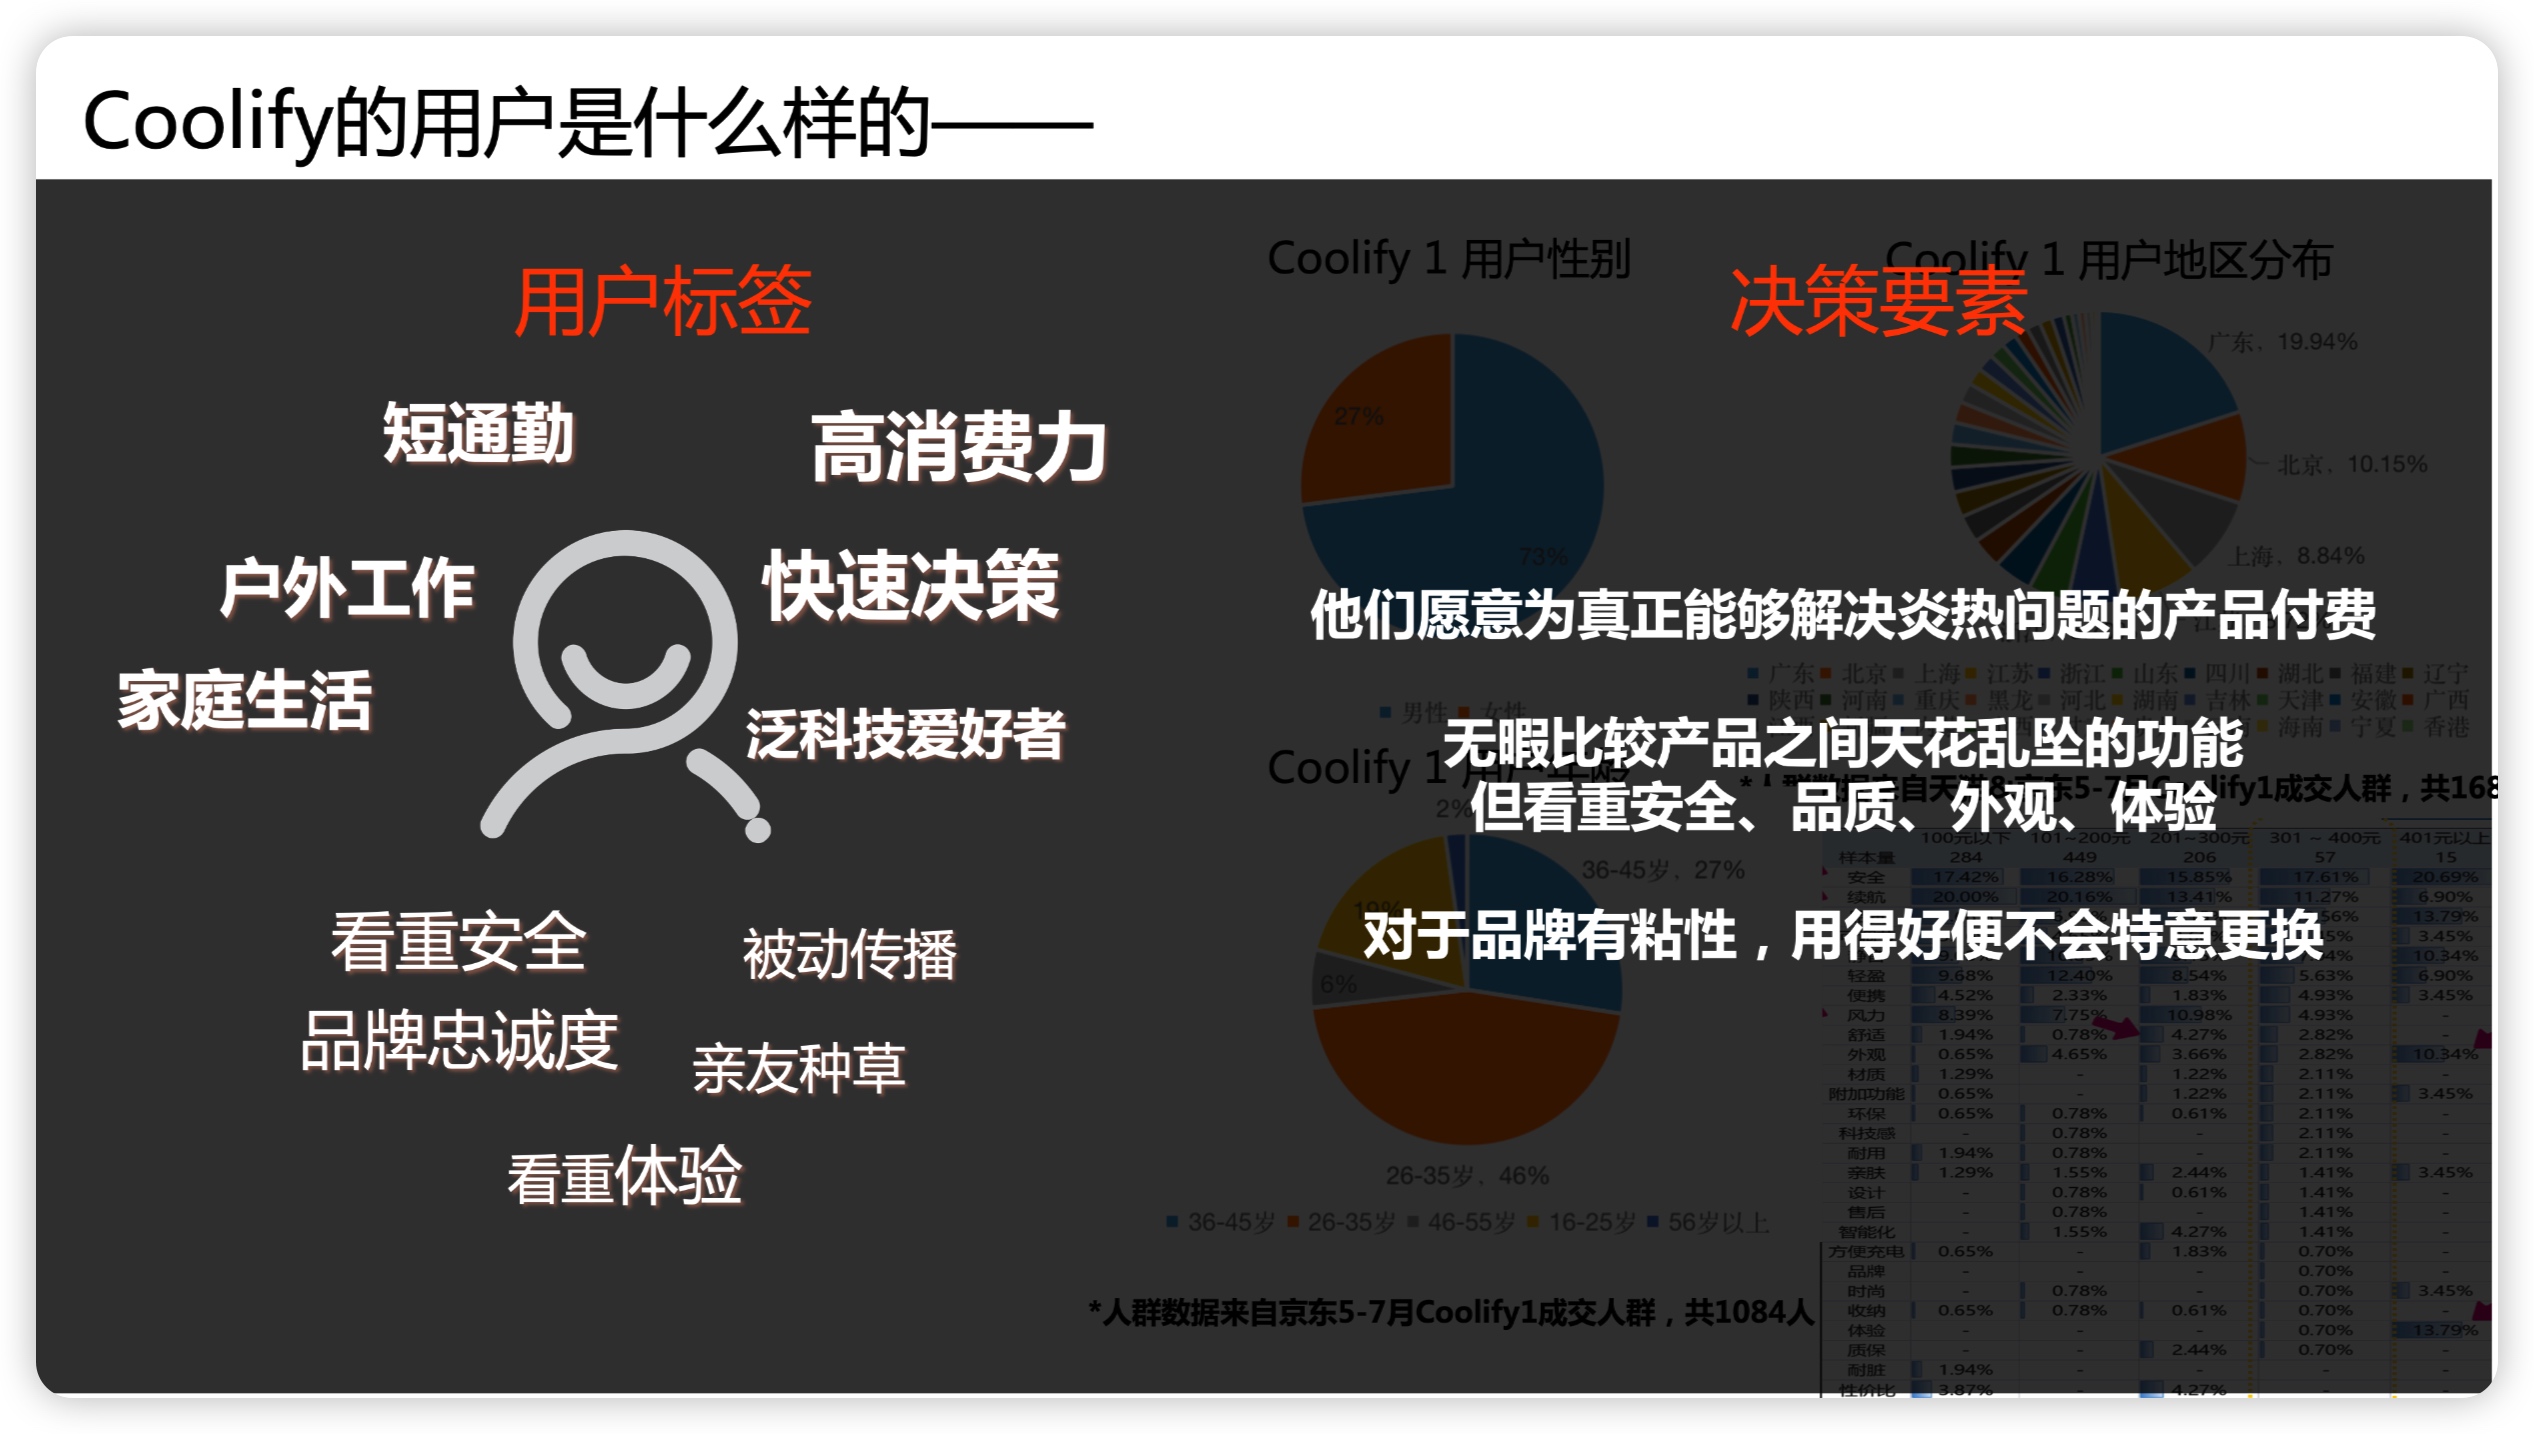 Coolify的用户是什么样的——
用户标签
短通勤
高消费力
户外工作
快速决策
家庭生活
泛科技爱好者
看重安全
被动传播
品牌忠诚度
亲友种草
看重体验
决策要素
他们愿意为真正能够解决炎热问题的产品付费
无暇比较产品之间天花乱坠的功能
但看重安全、品质、外观、体验
对于品牌有粘性，用得好便不会特意更换
Coolify 1 用户性别
27%
73%
男性 女性
Coolify 1 用户地区分布
广东，19.94%
北京，10.15%
上海，8.84%
广东 北京 上海 江苏 浙江 山东 四川 湖北 福建 辽宁
陕西 河南 重庆 黑龙 河北 湖南 吉林 天津 安徽 广西
海南 宁夏 香港
Coolify 1
2%
36-45岁，27%
19%
6%
26-35岁，46%
36-45岁 26-35岁 46-55岁 16-25岁 56岁以上
*人群数据来自京东5-7月Coolify1成交人群，共1084人
100元以下 101~200元 201~300元 301 ~ 400元 401元以上
样本量 284 449 206 57 15
安全 17.42% 16.28% 15.85% 17.61% 20.69%
续航 20.00% 20.16% 13.41% 11.27% 6.90%
13.79%
3.45%
10.34%
轻盈 9.68% 12.40% 8.54% 5.63% 6.90%
便携 4.52% 2.33% 1.83% 4.93% 3.45%
风力 8.39% 7.75% 10.98% 4.93% -
舒适 1.94% 0.78% 4.27% 2.82% -
外观 0.65% 4.65% 3.66% 2.82% 10.34%
材质 1.29% - 1.22% 2.11% -
附加功能 0.65% - 1.22% 2.11% 3.45%
环保 0.65% 0.78% 0.61% 2.11% -
科技感 - 0.78% - 2.11% -
耐用 1.94% 0.78% - 2.11% -
亲肤 1.29% 1.55% 2.44% 1.41% 3.45%
设计 - 0.78% 0.61% 1.41% -
售后 - 0.78% - 1.41% -
智能化 - 1.55% 4.27% 1.41% -
方便充电 0.65% - 1.83% 0.70% -
品牌 - - - 0.70% -
时尚 - 0.78% - 0.70% 3.45%
收纳 0.65% 0.78% 0.61% 0.70% -
体验 - - - 0.70% 13.79%
质保 - - 2.44% 0.70% -
耐脏 1.94% - - - -
性价比 3.87% - 4.27% - -